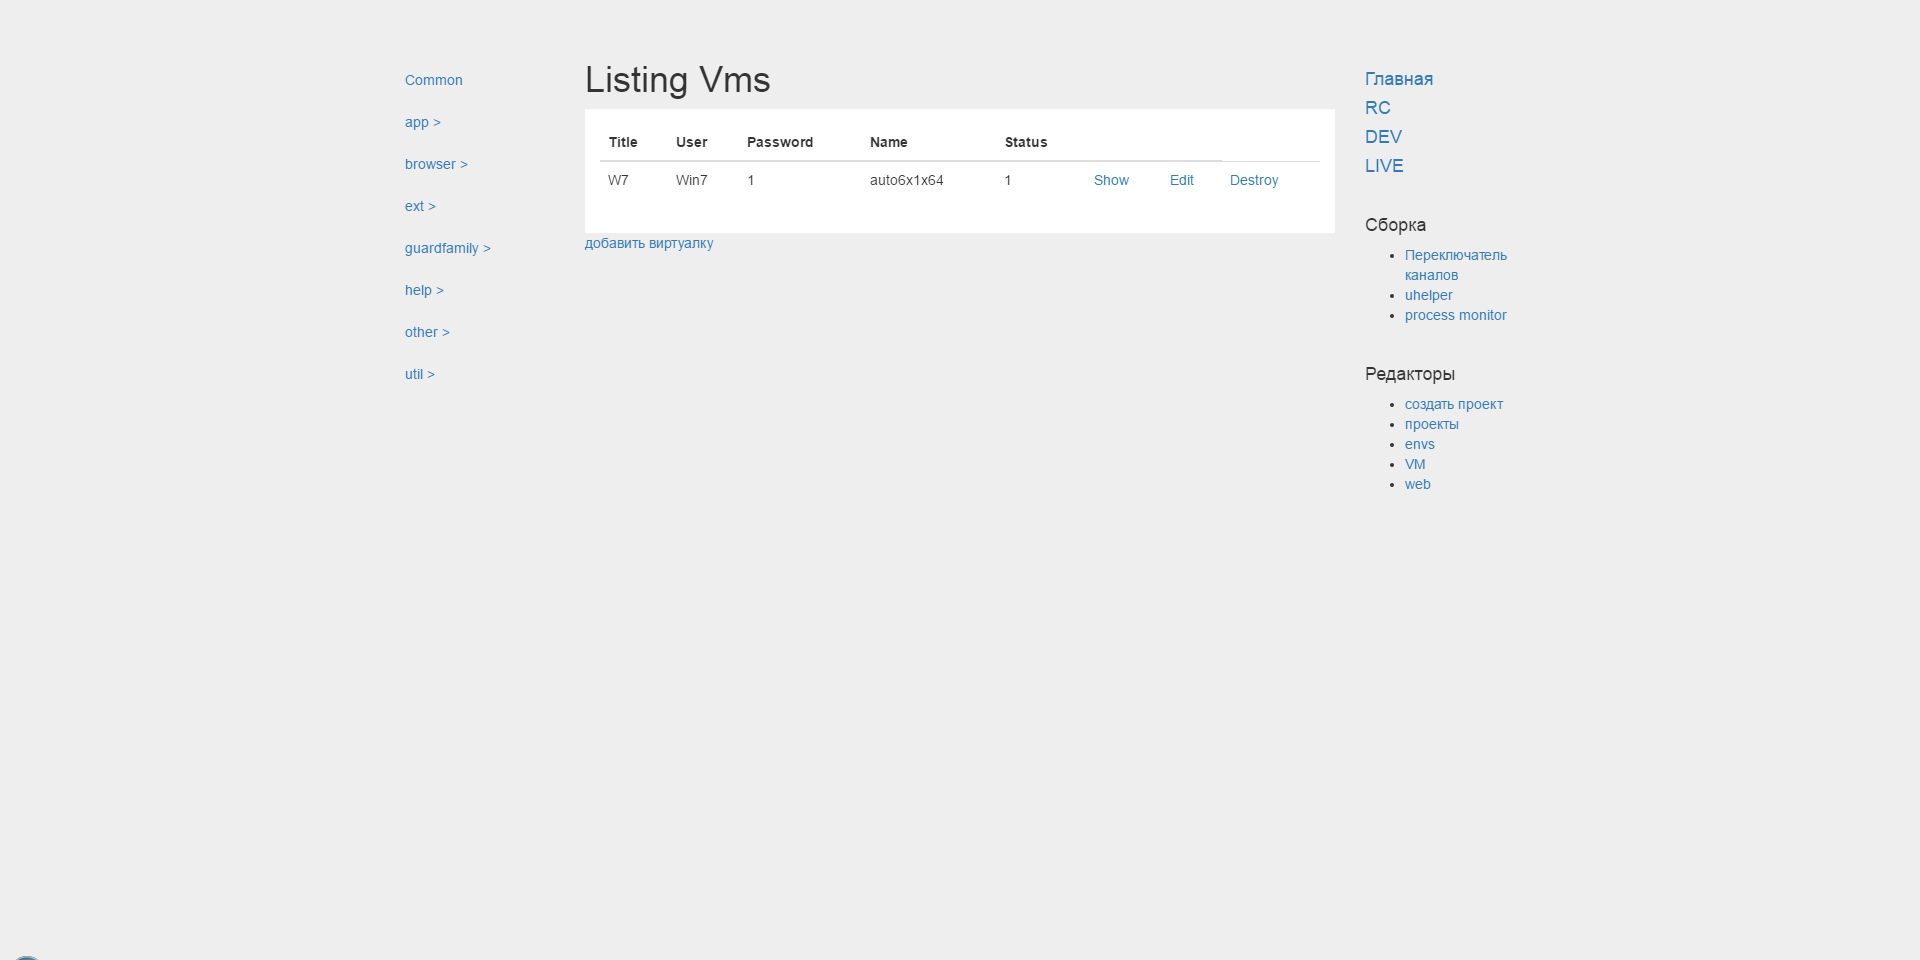 Common
app >
browser >
ext >
guardfamily >
help >
other >
util >
Listing Vms
Title User Password Name Status
W7 Win7 1 auto6x1x64 1 Show Edit Destroy
добавить виртуалку
Главная
RC
DEV
LIVE
Сборка
Переключатель
каналов
uhelper
process monitor
Редакторы
создать проект
проекты
envs
VM
web